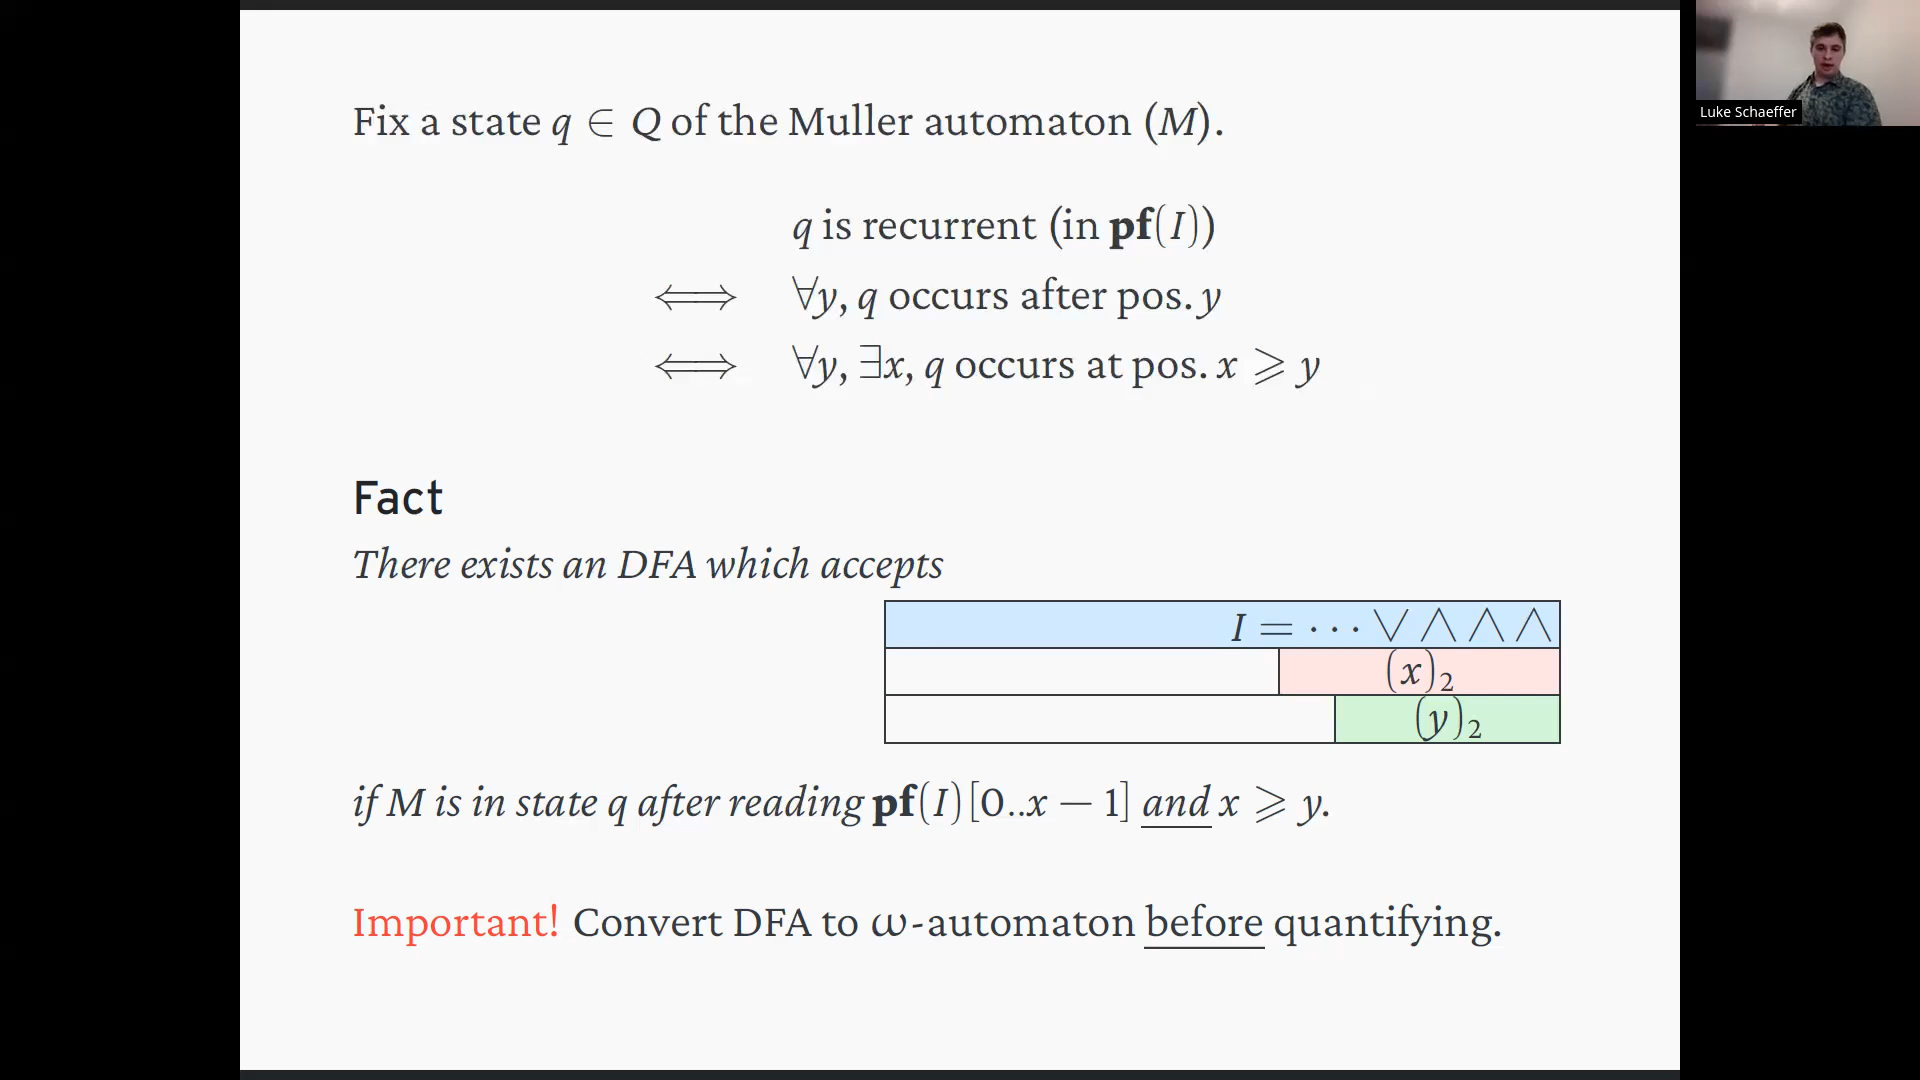 Fix a state q ∈ Q of the Muller automaton (M).
q is recurrent (in pf(I))
⟺ ∀y, q occurs after pos. y
⟺ ∀y, ∃x, q occurs at pos. x ⩾ y
Fact
There exists an DFA which accepts
I = ··· ∨ ∧ ∧ ∧
(x)₂
(y)₂
if M is in state q after reading pf(I)[0..x − 1] and x ⩾ y.
Important! Convert DFA to ω-automaton before quantifying.
Luke Schaeffer